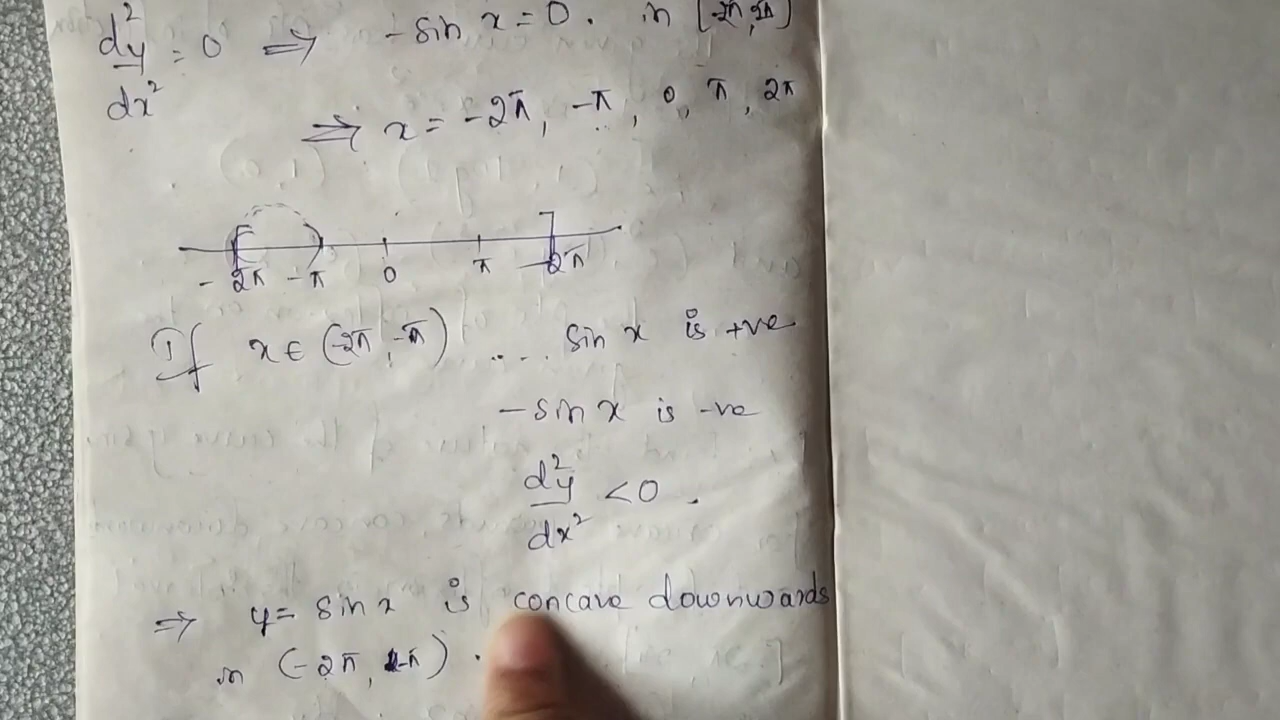 d²y/dx² = 0 ⇒ -sin x = 0. in [-2π, 2π]
⇒ x = -2π, -π, 0, π, 2π
-2π -π 0 π 2π
If x ∈ (-2π, -π) .... sin x is +ve
-sin x is -ve
d²y/dx² < 0.
⇒ y = sin x is concave downwards
in (-2π, -π).